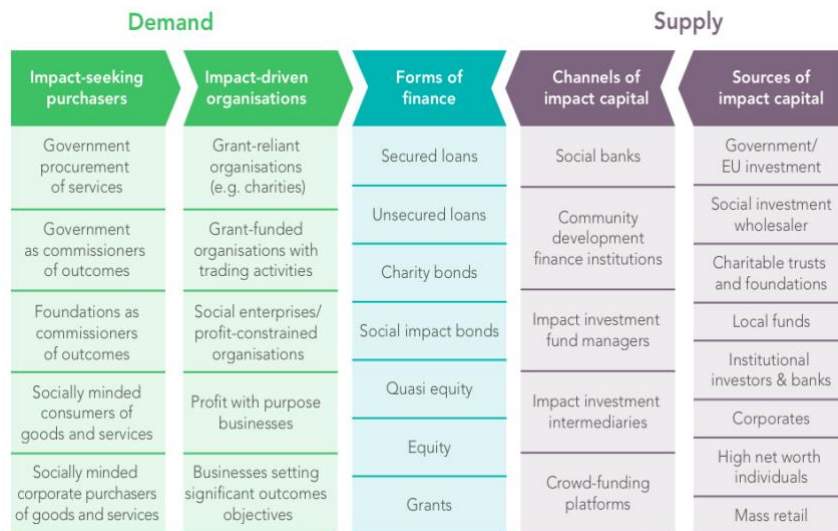 Demand
Supply
Impact-seeking
purchasers
Government
procurement
of services
Government
as commissioners
of outcomes
Foundations as
commissioners
of outcomes
Socially minded
consumers of
goods and services
Socially minded
corporate purchasers
of goods and services
Impact-driven
organisations
Grant-reliant
organisations
(e.g. charities)
Grant-funded
organisations with
trading activities
Social enterprises/
profit-constrained
organisations
Profit with purpose
businesses
Businesses setting
significant outcomes
objectives
Forms of
finance
Secured loans
Unsecured loans
Charity bonds
Social impact bonds
Quasi equity
Equity
Grants
Channels of
impact capital
Social banks
Community
development
finance institutions
Impact investment
fund managers
Impact investment
intermediaries
Crowd-funding
platforms
Sources of
impact capital
Government/
EU investment
Social investment
wholesaler
Charitable trusts
and foundations
Local funds
Institutional
investors & banks
Corporates
High net worth
individuals
Mass retail